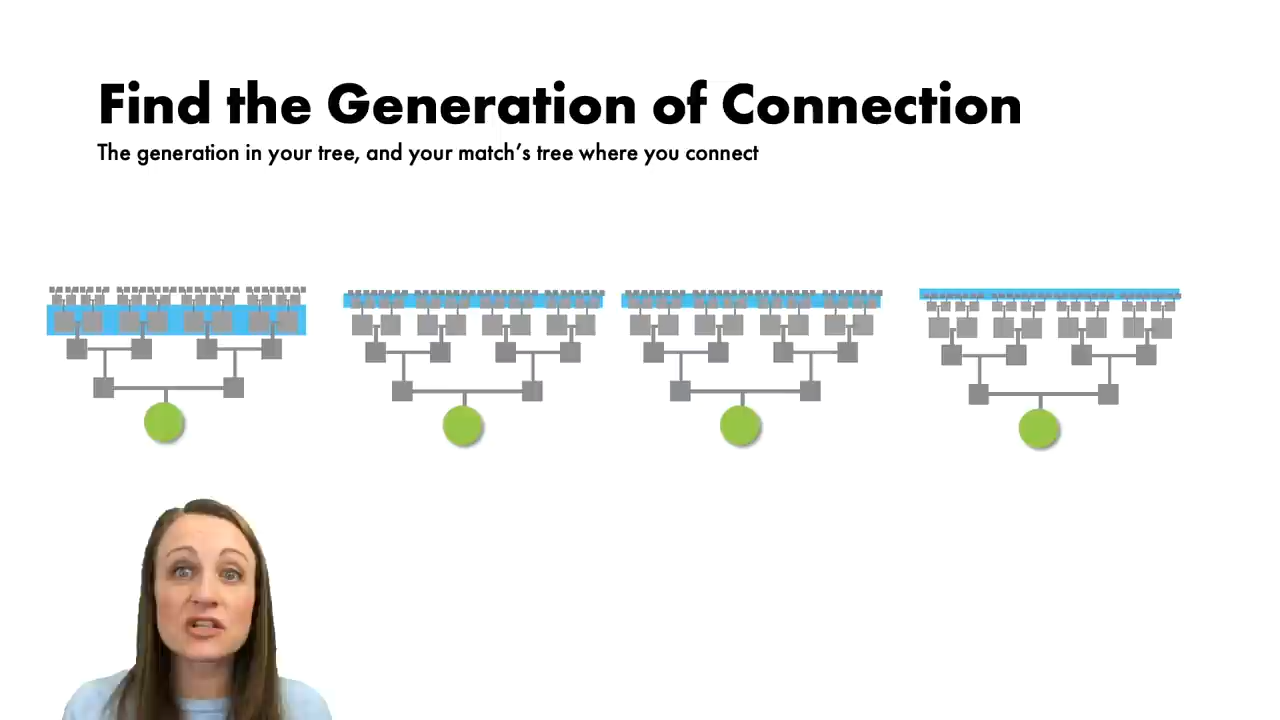 Find the Generation of Connection
The generation in your tree, and your match’s tree where you connect